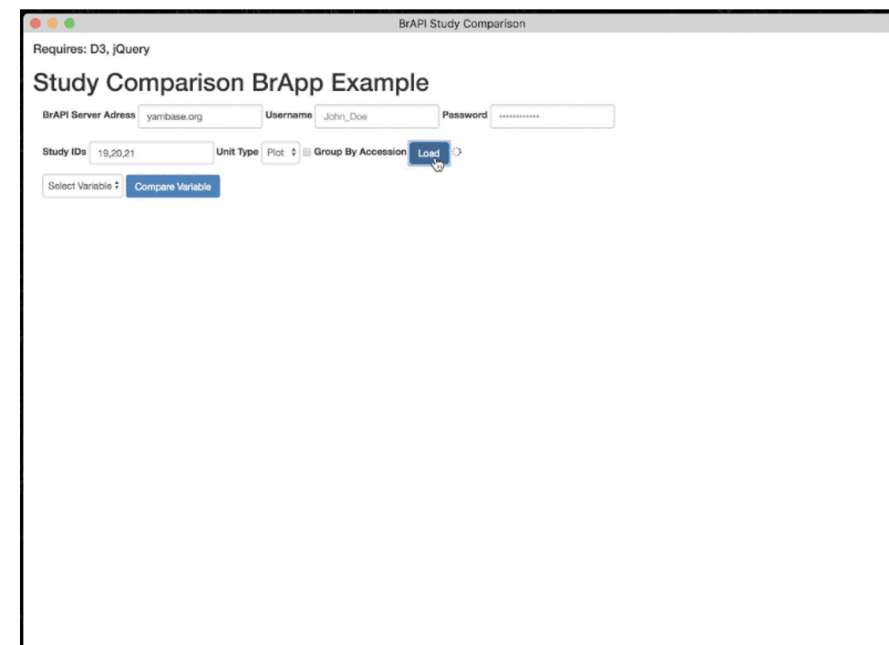 BrAPI Study Comparison
Requires: D3, jQuery
Study Comparison BrApp Example
BrAPI Server Adress yambase.org Username John_Doe Password ············
Study IDs 19,20,21 Unit Type Plot Group By Accession Load
Select Variable Compare Variable